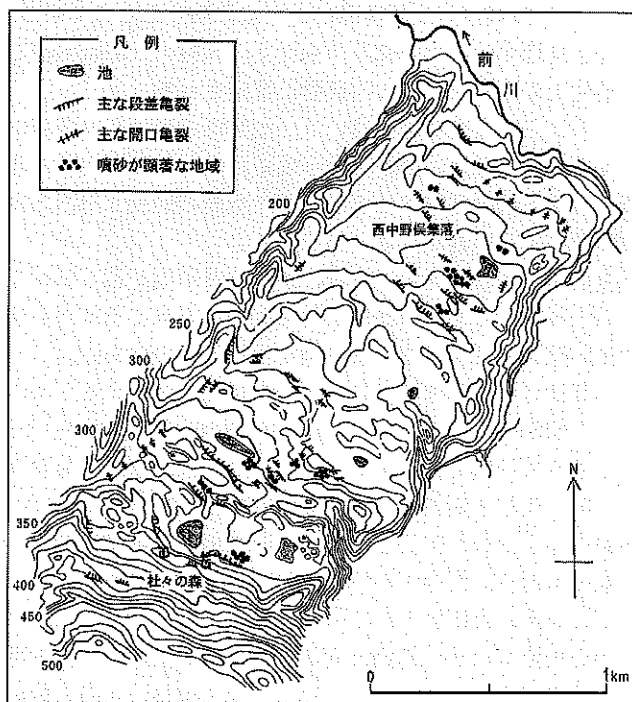 凡例
池
主な段差亀裂
主な開口亀裂
噴砂が顕著な地域
前川
200
西中野俣集落
250
300
300
N
350
400
杜々の森
450
500
0
1km